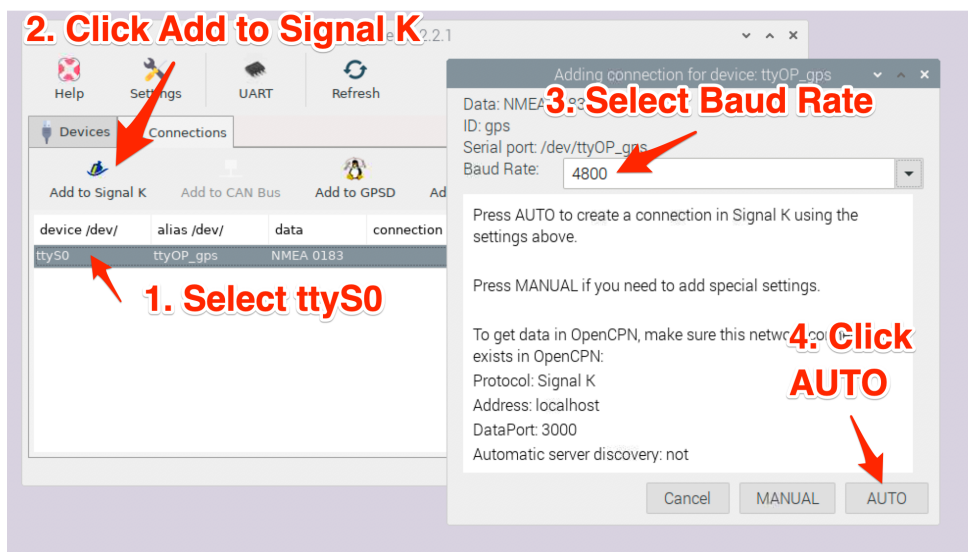 2. Click Add to Signal K
2.2.1
Help
Settings
UART
Refresh
Devices
Connections
Add to Signal K
Add to CAN Bus
Add to GPSD
Ad
device /dev/
alias /dev/
data
connection
ttyS0
ttyOP_gps
NMEA 0183
1. Select ttyS0
Adding connection for device: ttyOP_gps
Data: NMEA 0183
3. Select Baud Rate
ID: gps
Serial port: /dev/ttyOP_gps
Baud Rate:
4800
Press AUTO to create a connection in Signal K using the
settings above.
Press MANUAL if you need to add special settings.
To get data in OpenCPN, make sure this network
exists in OpenCPN:
Protocol: Signal K
Address: localhost
DataPort: 3000
Automatic server discovery: not
4. Click
AUTO
Cancel
MANUAL
AUTO